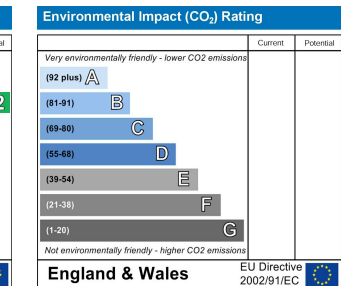 Environmental Impact (CO₂) Rating
Current Potential
Very environmentally friendly - lower CO2 emissions
(92 plus) A
(81-91) B
(69-80) C
(55-68) D
(39-54) E
(21-38) F
(1-20) G
Not environmentally friendly - higher CO2 emissions
England & Wales
EU Directive
2002/91/EC